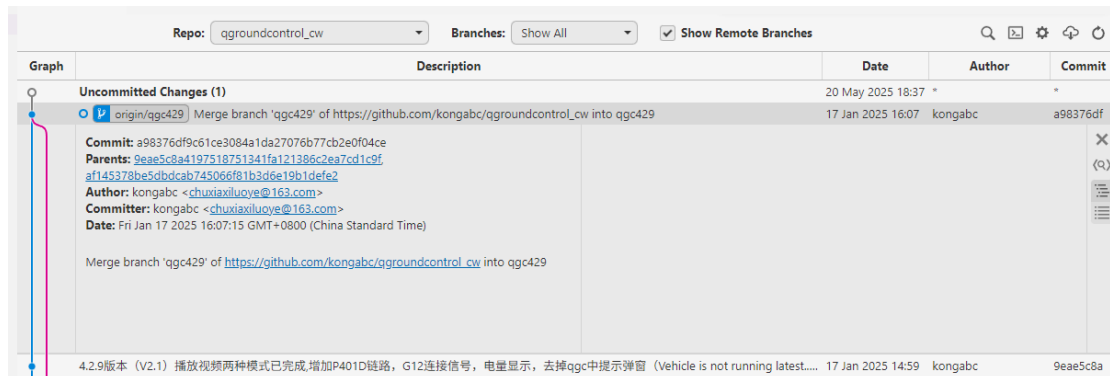 Repo: qgroundcontrol_cw Branches: Show All Show Remote Branches
Graph Description Date Author Commit
Uncommitted Changes (1) 20 May 2025 18:37 * *
origin/qgc429 Merge branch 'qgc429' of https://github.com/kongabc/qgroundcontrol_cw into qgc429 17 Jan 2025 16:07 kongabc a98376df
Commit: a98376df9c61ce3084a1da27076b77cb2e0f04ce
Parents: 9eae5c8a4197518751341fa121386c2ea7cd1c9f,
af145378be5dbdcab745066f81b3d6e19b1defe2
Author: kongabc <chuxiaxiluoye@163.com>
Committer: kongabc <chuxiaxiluoye@163.com>
Date: Fri Jan 17 2025 16:07:15 GMT+0800 (China Standard Time)
Merge branch 'qgc429' of https://github.com/kongabc/qgroundcontrol_cw into qgc429
4.2.9版本（V2.1）播放视频两种模式已完成,增加P401D链路，G12连接信号，电量显示，去掉qgc中提示弹窗（Vehicle is not running latest..... 17 Jan 2025 14:59 kongabc 9eae5c8a